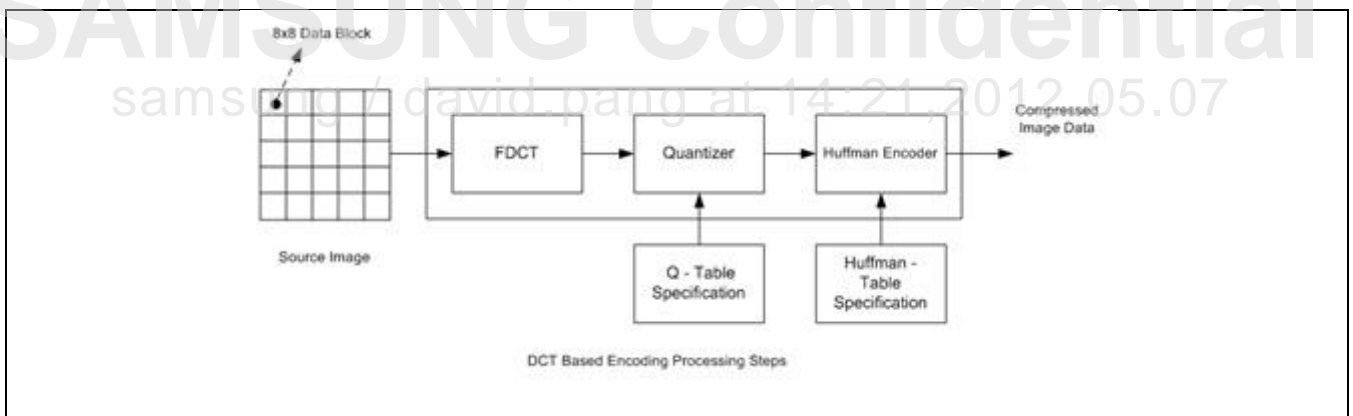 SAMSUNG Confidential
8x8 Data Block
samsung / david.pang at 14:21,2012.05.07
Compressed
Image Data
FDCT
Quantizer
Huffman Encoder
Source Image
Q - Table
Specification
Huffman -
Table
Specification
DCT Based Encoding Processing Steps